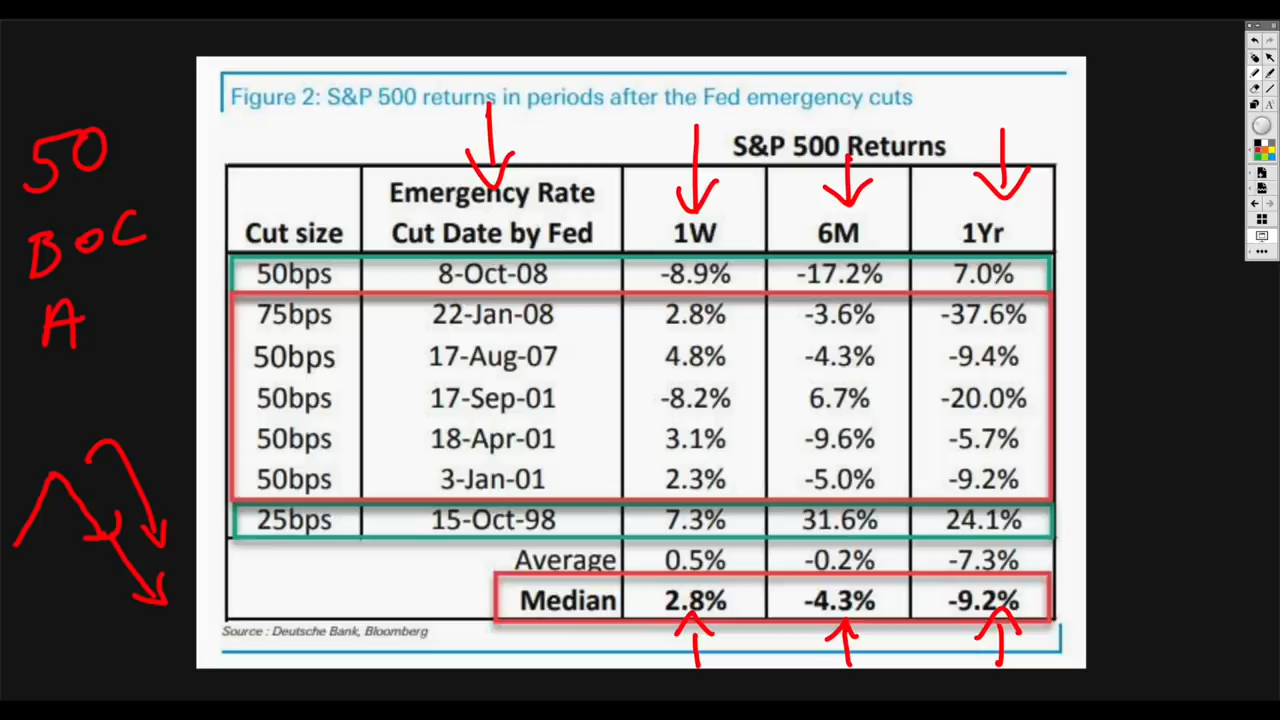 Figure 2: S&P 500 returns in periods after the Fed emergency cuts
S&P 500 Returns
Cut size Emergency Rate Cut Date by Fed 1W 6M 1Yr
50bps 8-Oct-08 -8.9% -17.2% 7.0%
75bps 22-Jan-08 2.8% -3.6% -37.6%
50bps 17-Aug-07 4.8% -4.3% -9.4%
50bps 17-Sep-01 -8.2% 6.7% -20.0%
50bps 18-Apr-01 3.1% -9.6% -5.7%
50bps 3-Jan-01 2.3% -5.0% -9.2%
25bps 15-Oct-98 7.3% 31.6% 24.1%
Average 0.5% -0.2% -7.3%
Median 2.8% -4.3% -9.2%
Source : Deutsche Bank, Bloomberg
50
BOC
A